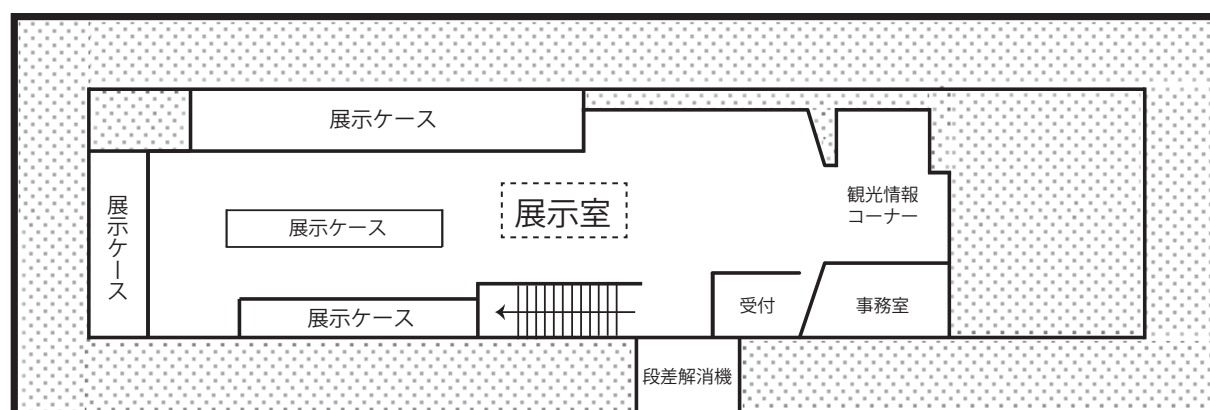 展示ケース
展示ケース
展示ケース
展示室
観光情報
コーナー
展示ケース
受付
事務室
段差解消機